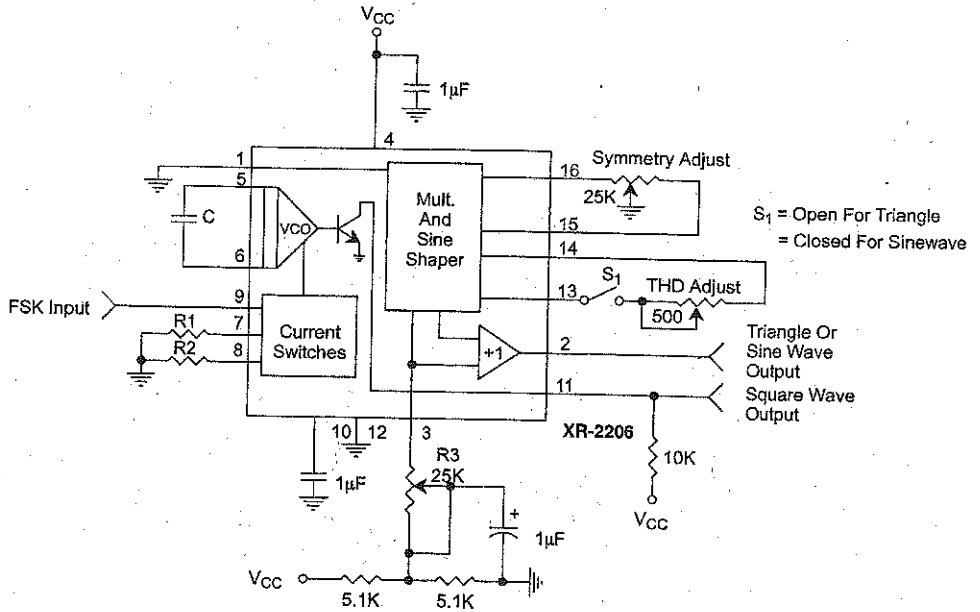 VCC
1µF
4
1
16
Symmetry Adjust
25K
5
C
VCO
6
Mult.
And
Sine
Shaper
15
14
S1 = Open For Triangle
= Closed For Sinewave
S1
13
THD Adjust
500
FSK Input
9
R1
7
R2
8
Current
Switches
+1
2
Triangle Or
Sine Wave
Output
11
Square Wave
Output
10
12
3
XR-2206
1µF
R3
25K
10K
VCC
+
1µF
VCC
5.1K
5.1K